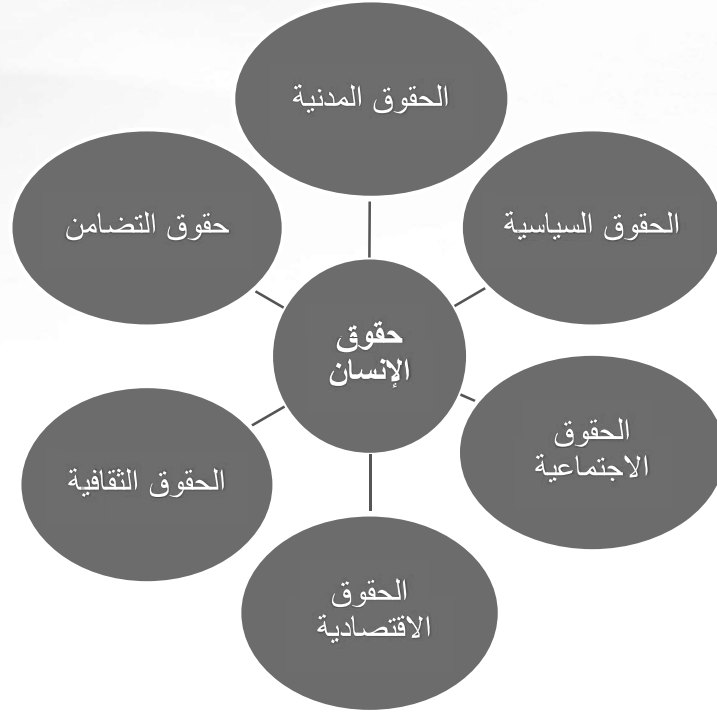 الحقوق المدنية
الحقوق السياسية
حقوق التضامن
حقوق
الإنسان
الحقوق
الاجتماعية
الحقوق الثقافية
الحقوق
الاقتصادية